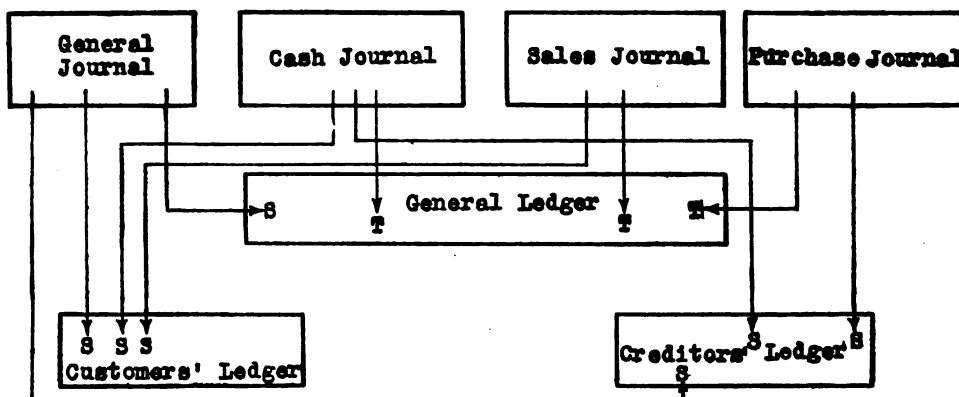 General
Journal
Cash Journal
Sales Journal
Purchase Journal
General Ledger
S
T
T
T
S S S
Customers' Ledger
S S
Creditors' Ledger
S